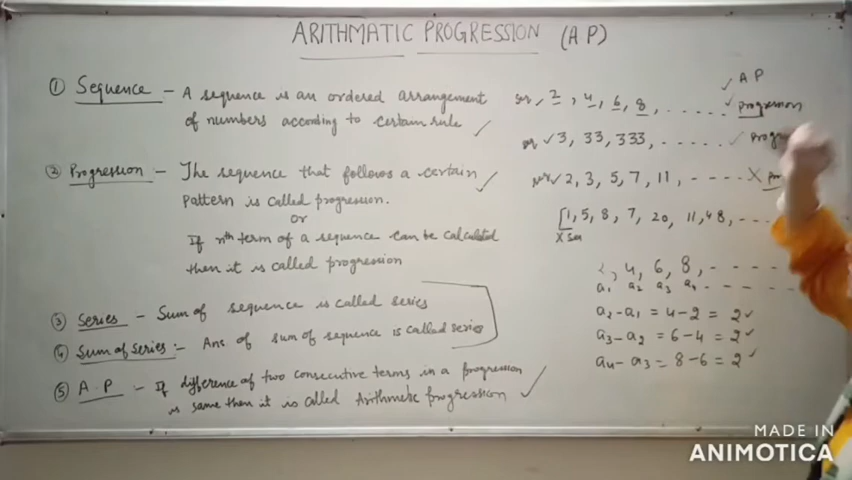 ARITHMATIC PROGRESSION (AP)
① Sequence – A sequence is an ordered arrangement
of numbers according to certain rule
② Progression – The sequence that follows a certain
pattern is called progression.
or
If nth term of a sequence can be calculated
then it is called progression
③ Series – Sum of sequence is called series
④ Sum of series:- Ans. of sum of sequence is called series
⑤ A.P – If difference of two consecutive terms in a progression
is same then it is called Arithmetic progression
AP
2, 4, 6, 8, ...... progression
3, 33, 333, ......
2, 3, 5, 7, 11, ---- X
[1, 5, 8, 7, 20, 11, 48, ...
X
2, 4, 6, 8, - - - -
a₁ a₂ a₃ a₄ - - - -
a₂-a₁ = 4-2 = 2
a₃-a₂ = 6-4 = 2
a₄-a₃ = 8-6 = 2
MADE IN
ANIMOTICA